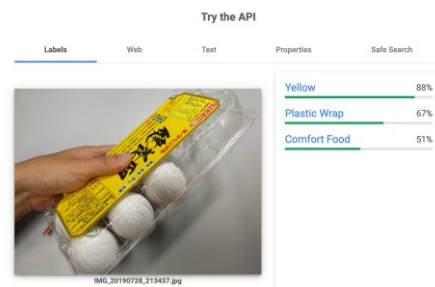 Try the API
Labels
Web
Text
Properties
Safe Search
Yellow 88%
Plastic Wrap 67%
Comfort Food 51%
IMG_20190728_213437.jpg